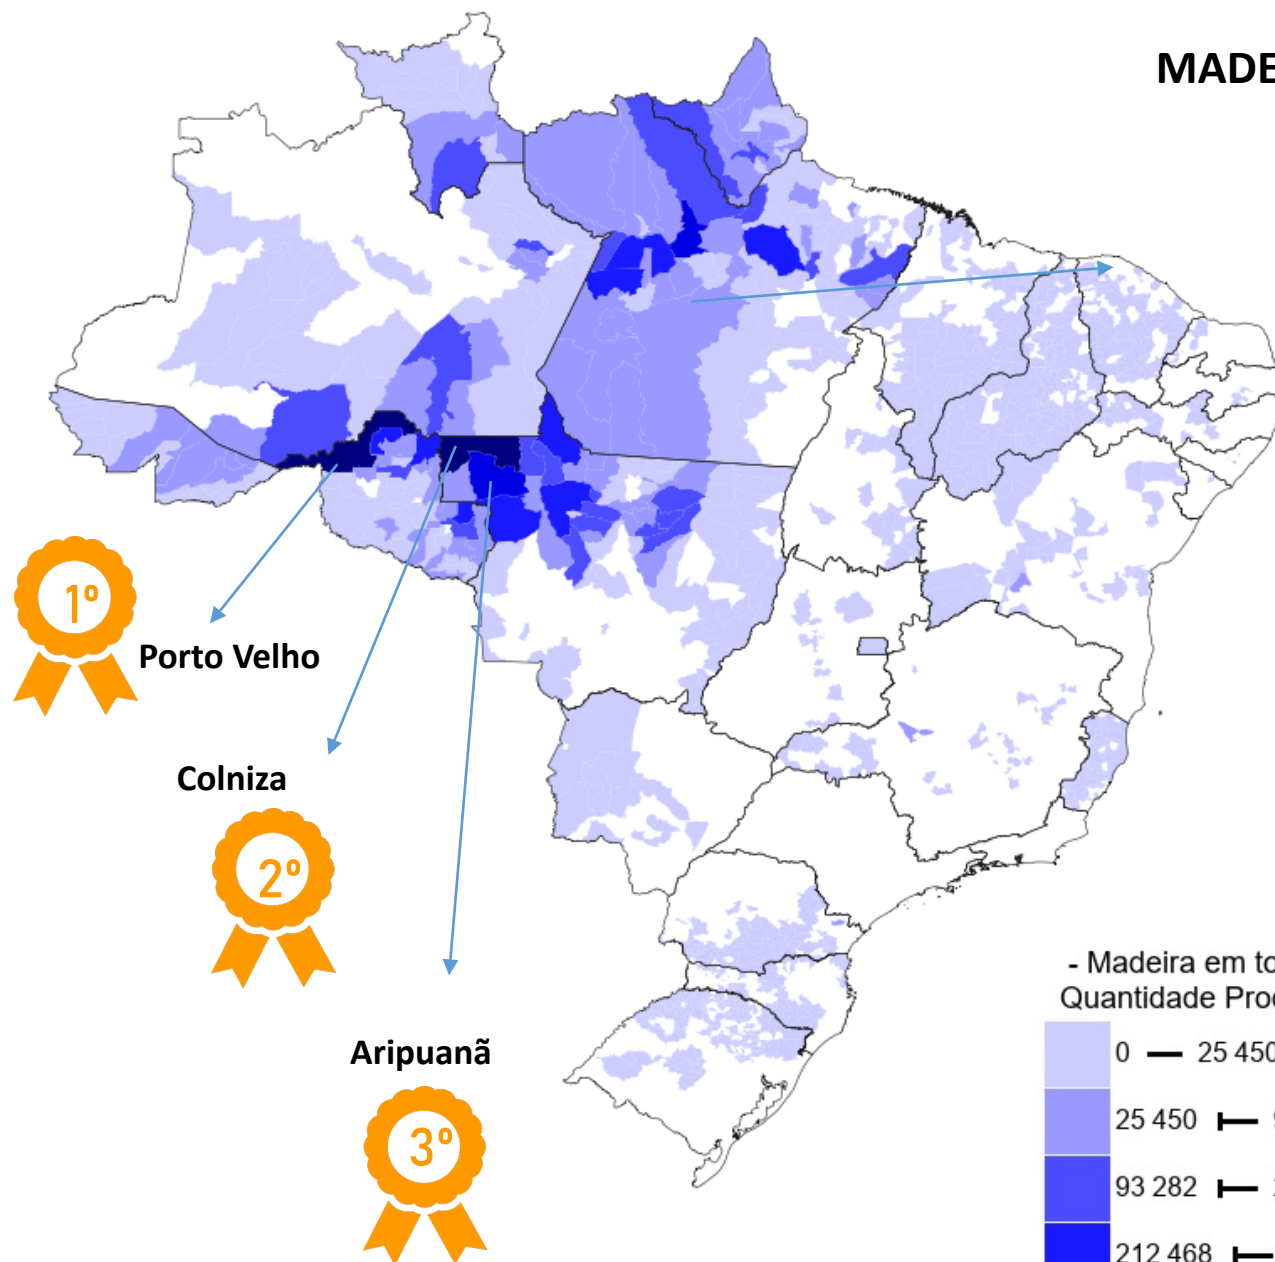 MADE
1º
Porto Velho
Colniza
2º
Aripuanã
3º
- Madeira em to
Quantidade Prod
0 — 25 450
25 450
93 282
212 468